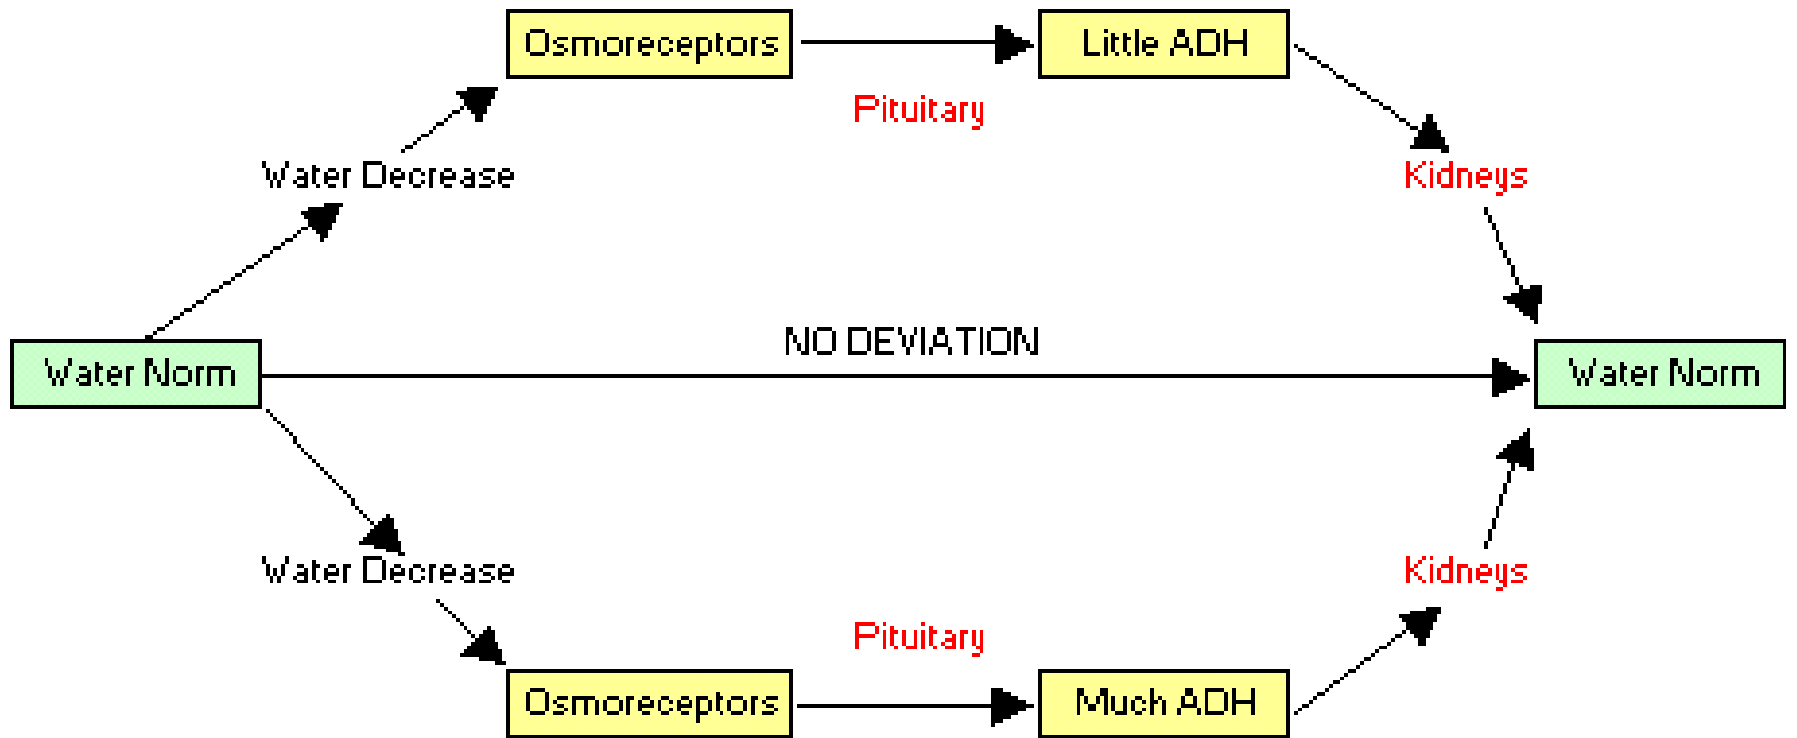 Osmoreceptors
Little ADH
Pituitary
Water Decrease
Kidneys
NO DEVIATION
Water Norm
Water Norm
Water Decrease
Kidneys
Pituitary
Osmoreceptors
Much ADH